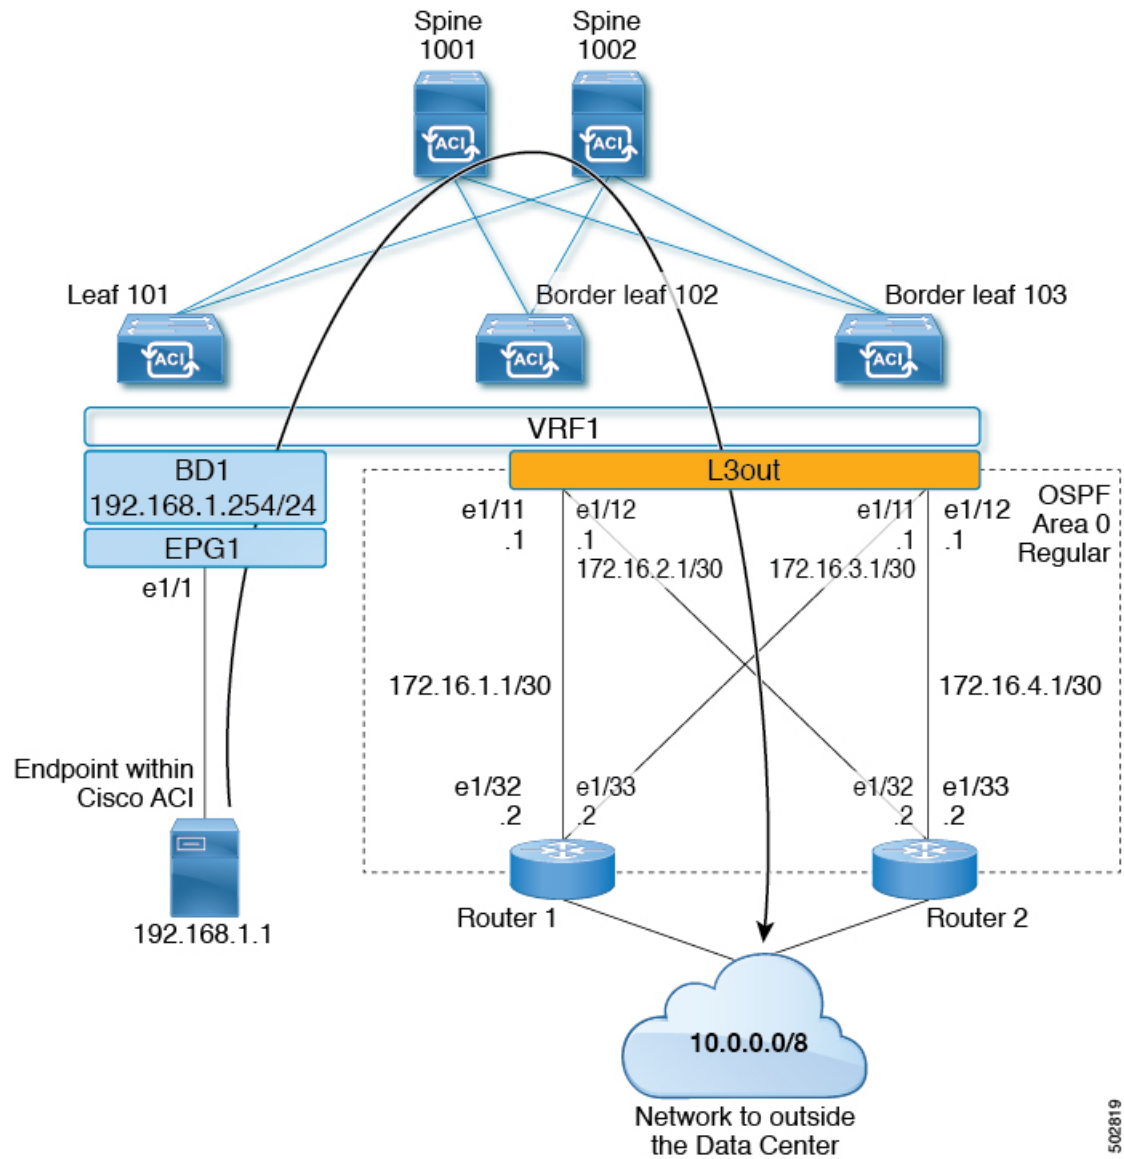 Spine
1001
Spine
1002
ACI
ACI
Leaf 101
Border leaf 102
Border leaf 103
ACI
ACI
ACI
VRF1
BD1
192.168.1.254/24
EPG1
e1/1
L3out
OSPF
Area 0
Regular
e1/11
.1
e1/12
.1
e1/11
.1
e1/12
.1
172.16.2.1/30
172.16.3.1/30
172.16.1.1/30
172.16.4.1/30
Endpoint within
Cisco ACI
192.168.1.1
e1/32
.2
e1/33
.2
e1/32
.2
e1/33
.2
Router 1
Router 2
10.0.0.0/8
Network to outside
the Data Center
502819